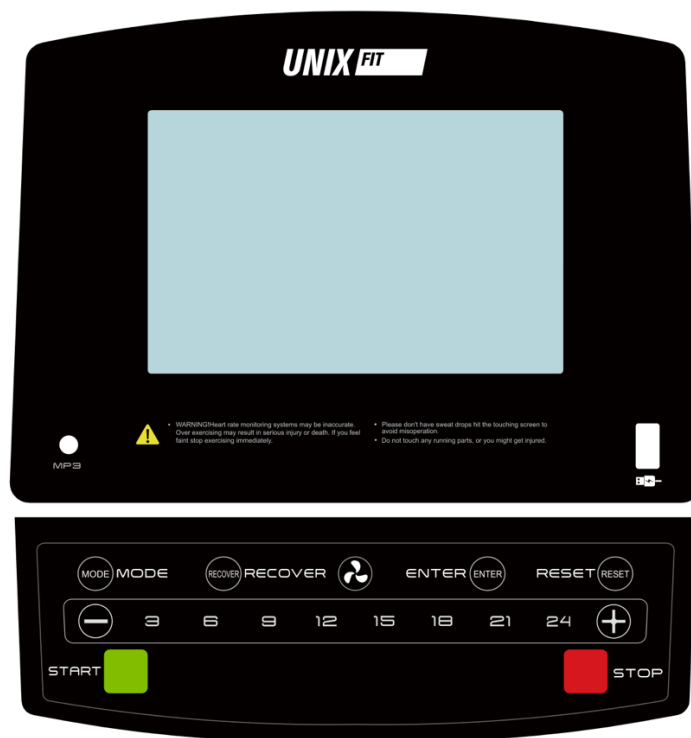 UNIX FIT
WARNING!Heart rate monitoring systems may be inaccurate.
Over exercising may result in serious injury or death. If you feel
faint stop exercising immediately.
Please don't have sweat drops hit the touching screen to
avoid misoperation.
Do not touch any running parts, or you might get injured.
MP3
MODE MODE RECOVER RECOVER ENTER ENTER RESET RESET
3 6 9 12 15 18 21 24
START STOP